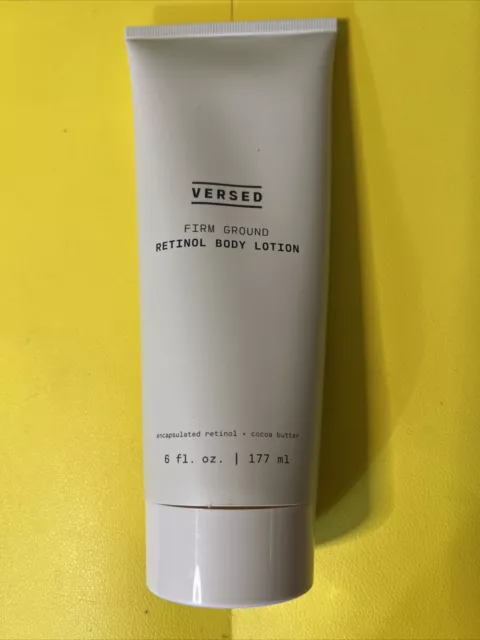 VERSED
FIRM GROUND
RETINOL BODY LOTION
encapsulated retinol + cocoa butter
6 fl. oz. | 177 ml